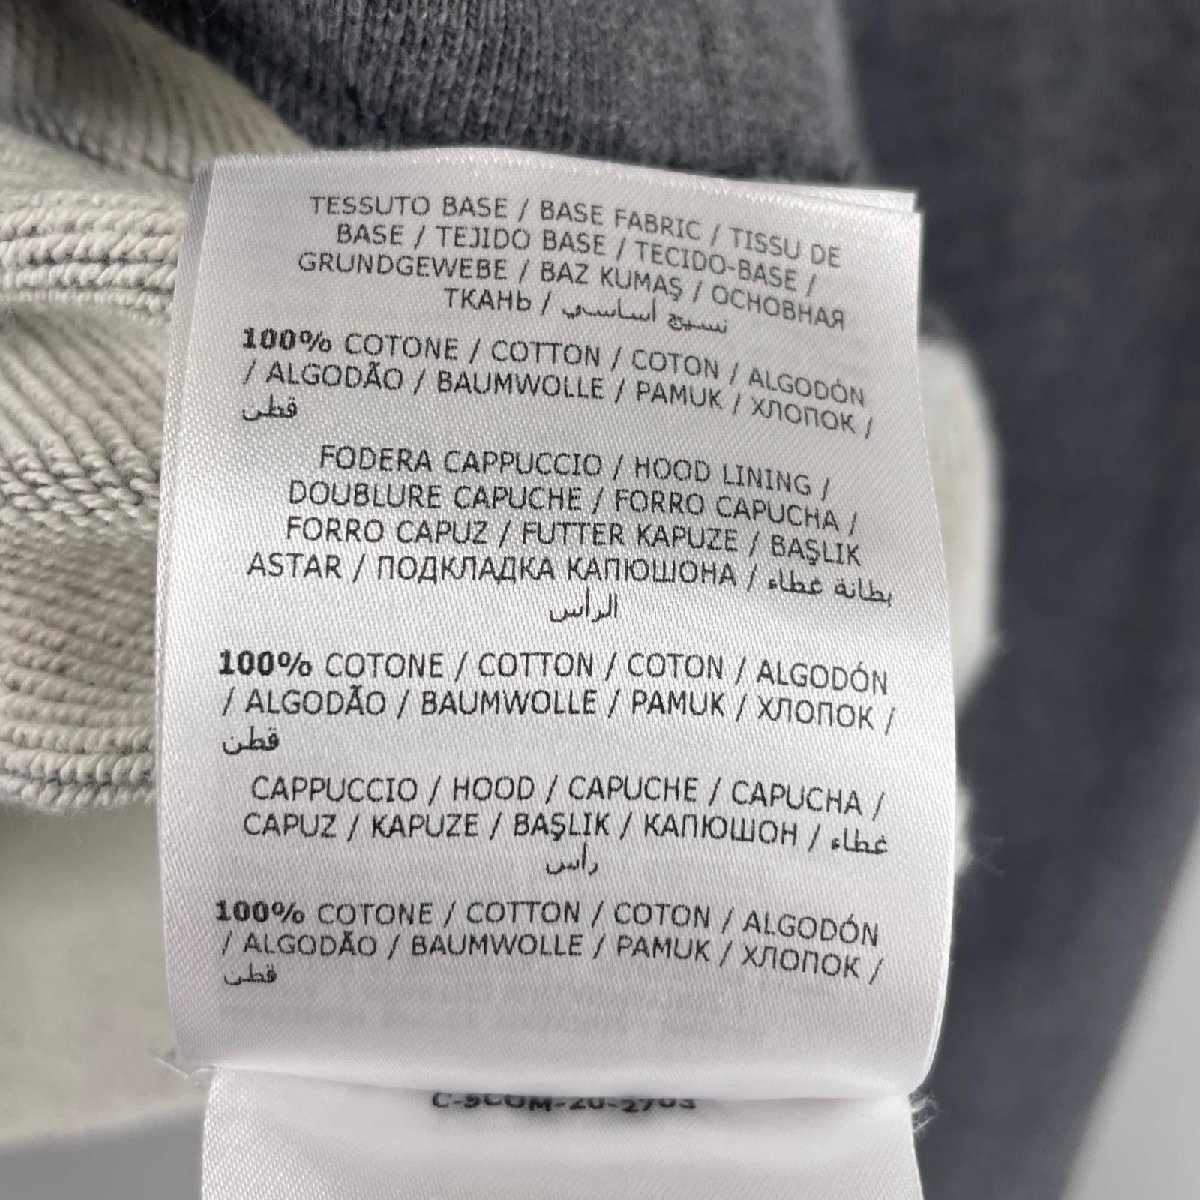 TESSUTO BASE / BASE FABRIC / TISSU DE
BASE / TEJIDO BASE / TECIDO-BASE /
GRUNDGEWEBE / BAZ KUMAŞ / ОСНОВНАЯ
ТКАНЬ / نسيج أساسي
100% COTONE / COTTON / COTON / ALGODÓN
/ ALGODÃO / BAUMWOLLE / PAMUK / ХЛОПОК /
قطن
FODERA CAPPUCCIO / HOOD LINING /
DOUBLURE CAPUCHE / FORRO CAPUCHA /
FORRO CAPUZ / FUTTER KAPUZE / BAŞLIK
ASTAR / ПОДКЛАДКА КАПЮШОНА / بطانة غطاء
الرأس
100% COTONE / COTTON / COTON / ALGODÓN
/ ALGODÃO / BAUMWOLLE / PAMUK / ХЛОПОК /
قطن
CAPPUCCIO / HOOD / CAPUCHE / CAPUCHA /
CAPUZ / KAPUZE / BAŞLIK / КАПЮШОН / غطاء
رأس
100% COTONE / COTTON / COTON / ALGODÓN
/ ALGODÃO / BAUMWOLLE / PAMUK / ХЛОПОК /
قطن